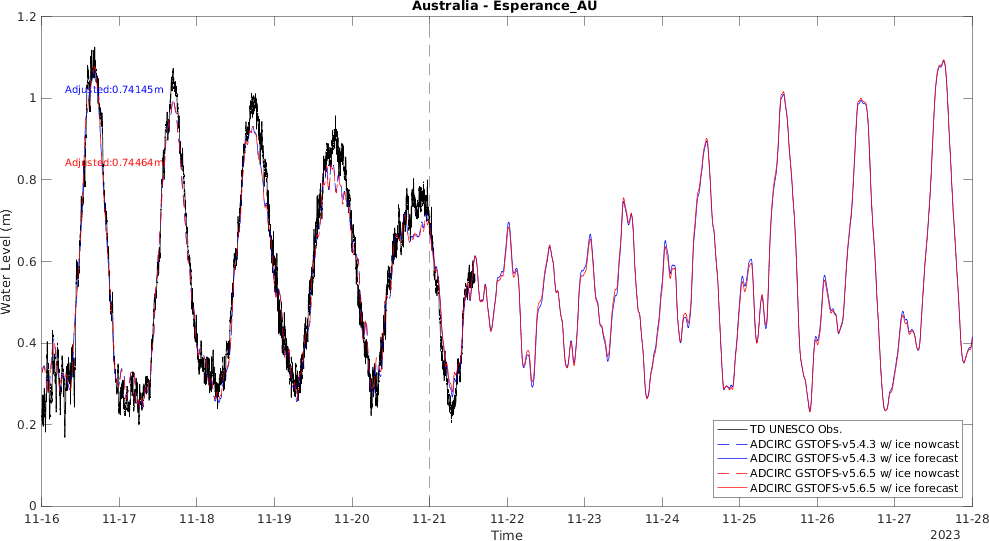 Australia - Esperance_AU
1.2
1
0.8
0.6
0.4
0.2
0
Water Level (m)
Adjusted:0.74145m
Adjusted:0.74464m
TD UNESCO Obs.
ADCIRC GSTOFS-v5.4.3 w/ ice nowcast
ADCIRC GSTOFS-v5.4.3 w/ ice forecast
ADCIRC GSTOFS-v5.6.5 w/ ice nowcast
ADCIRC GSTOFS-v5.6.5 w/ ice forecast
11-16 11-17 11-18 11-19 11-20 11-21 11-22 11-23 11-24 11-25 11-26 11-27 11-28
Time
2023